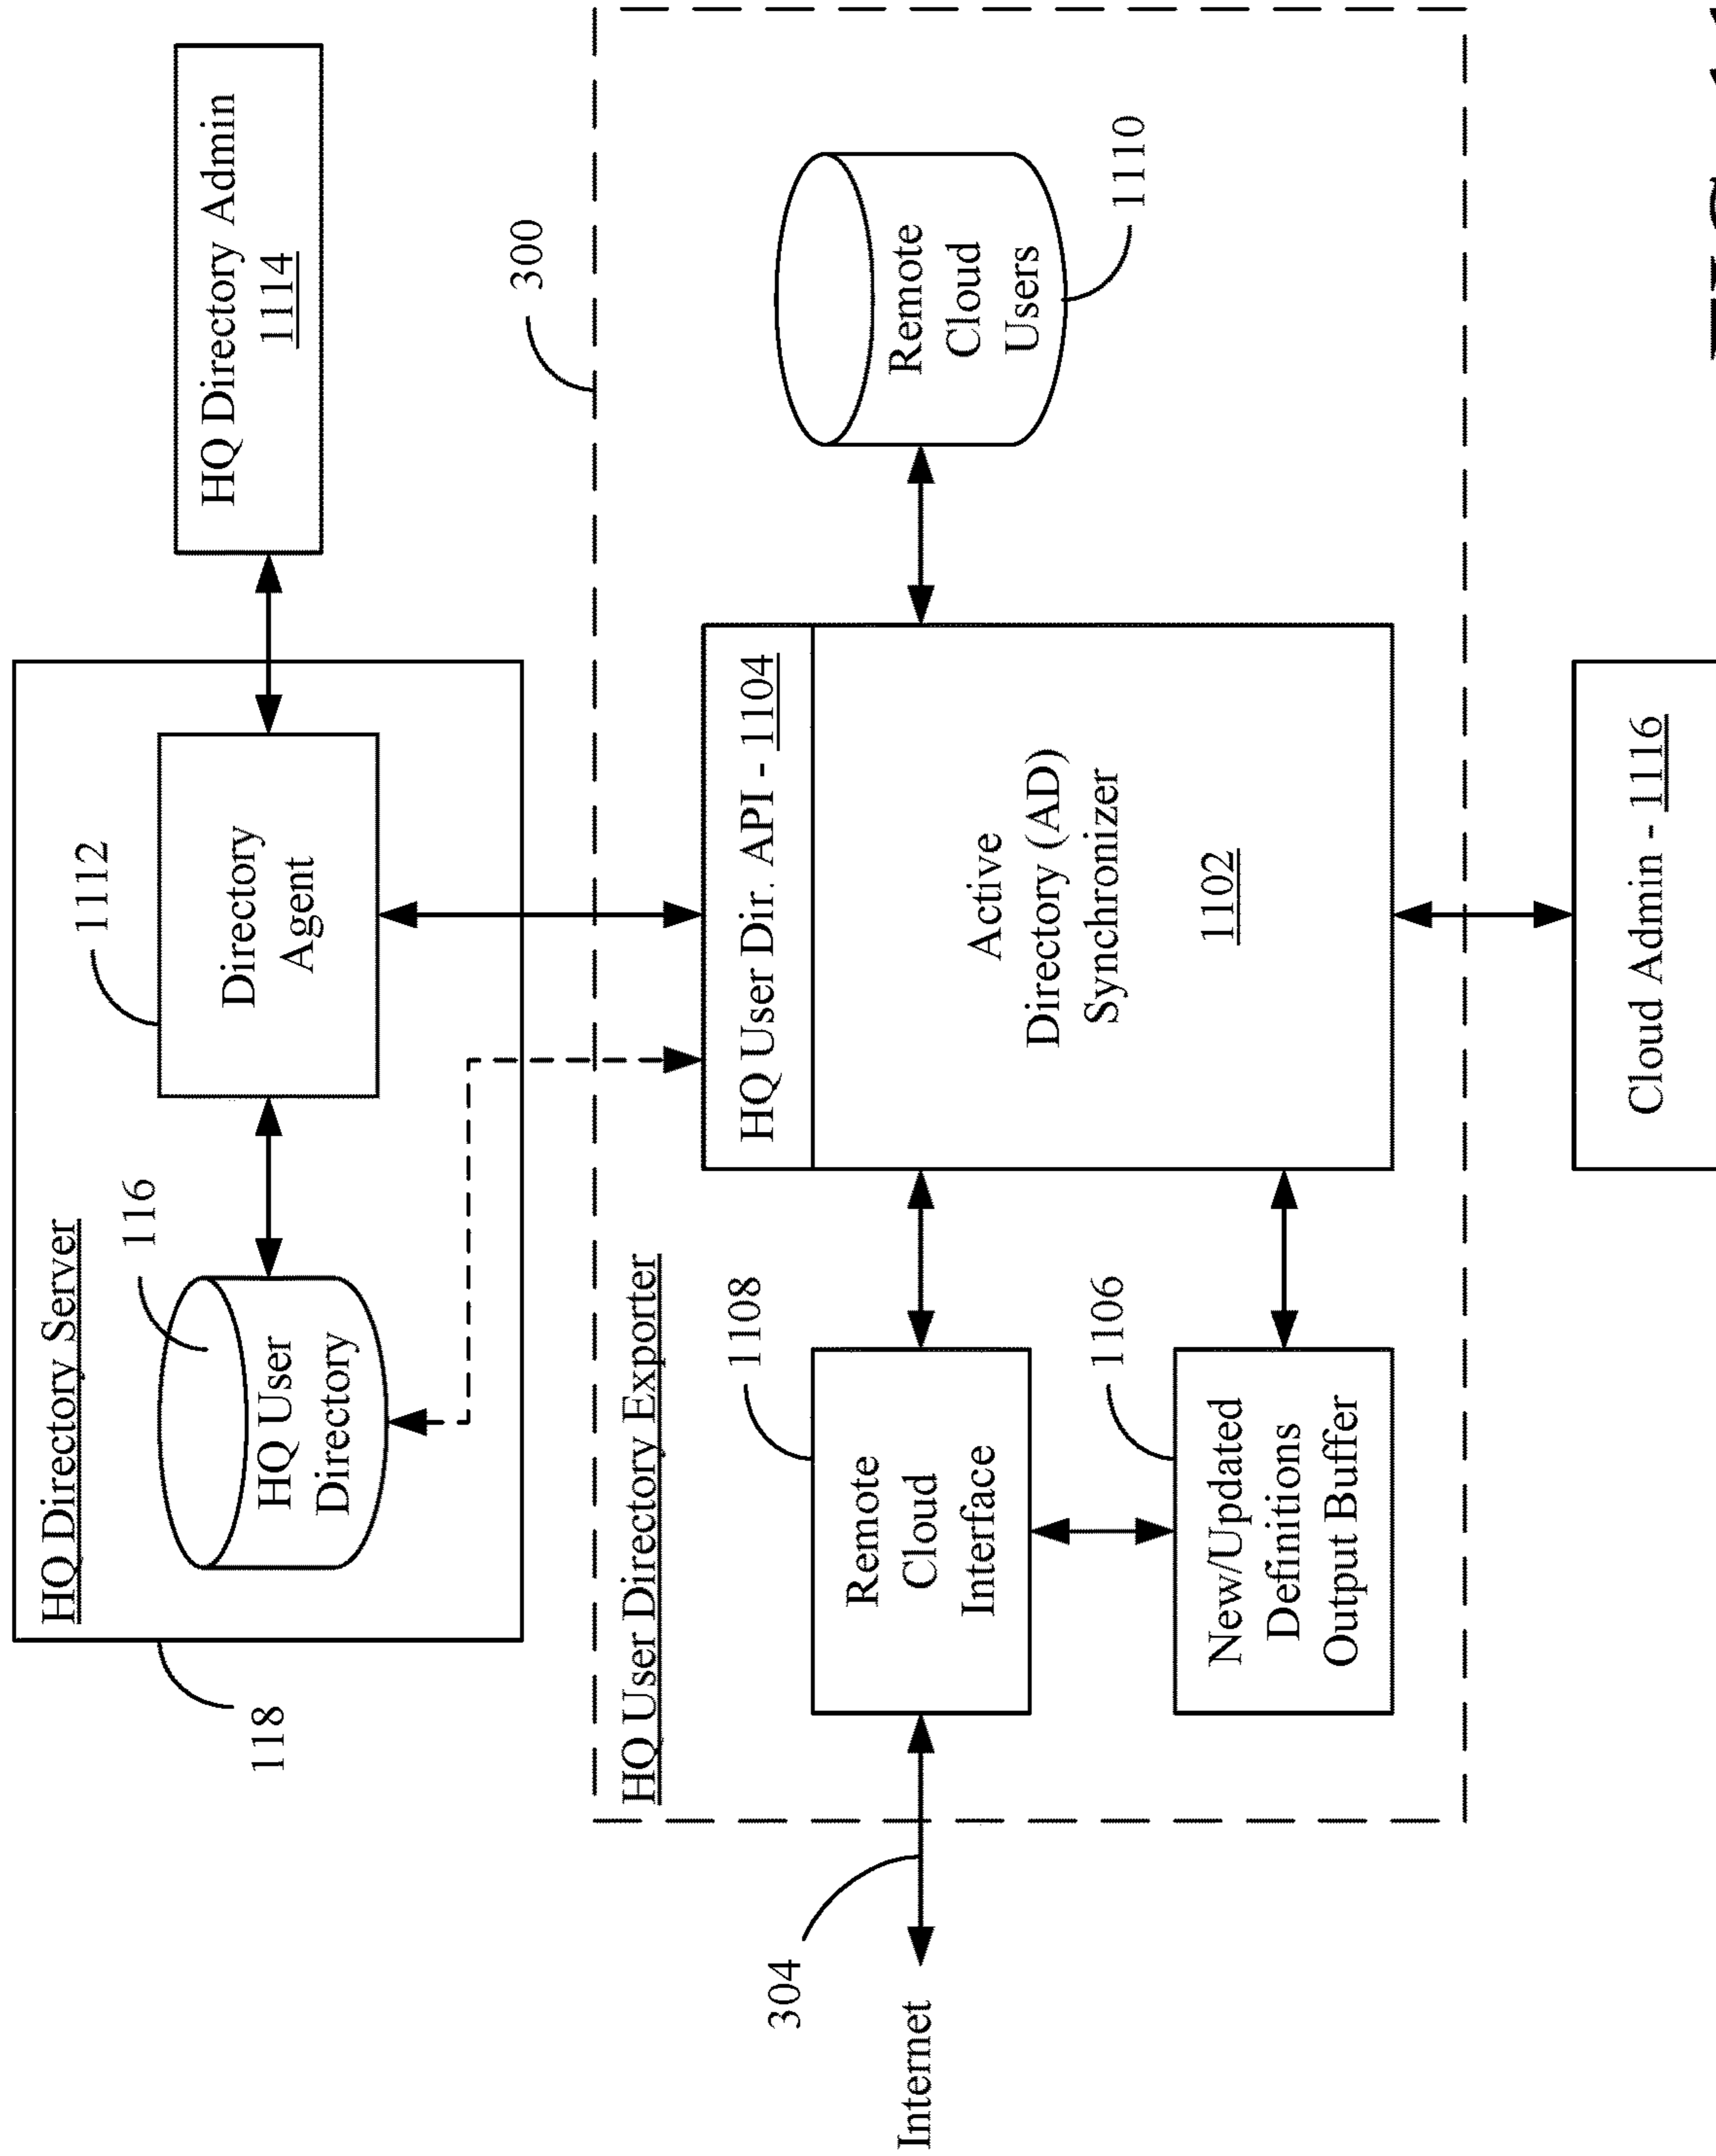 HQ Directory Server
118
116
HQ User
Directory
1112
Directory
Agent
HQ Directory Admin
1114
HQ User Directory Exporter
300
304
Internet
1108
Remote
Cloud
Interface
1106
New/Updated
Definitions
Output Buffer
HQ User Dir. API - 1104
Active
Directory (AD)
Synchronizer
1102
Remote
Cloud
Users
1110
Cloud Admin - 1116